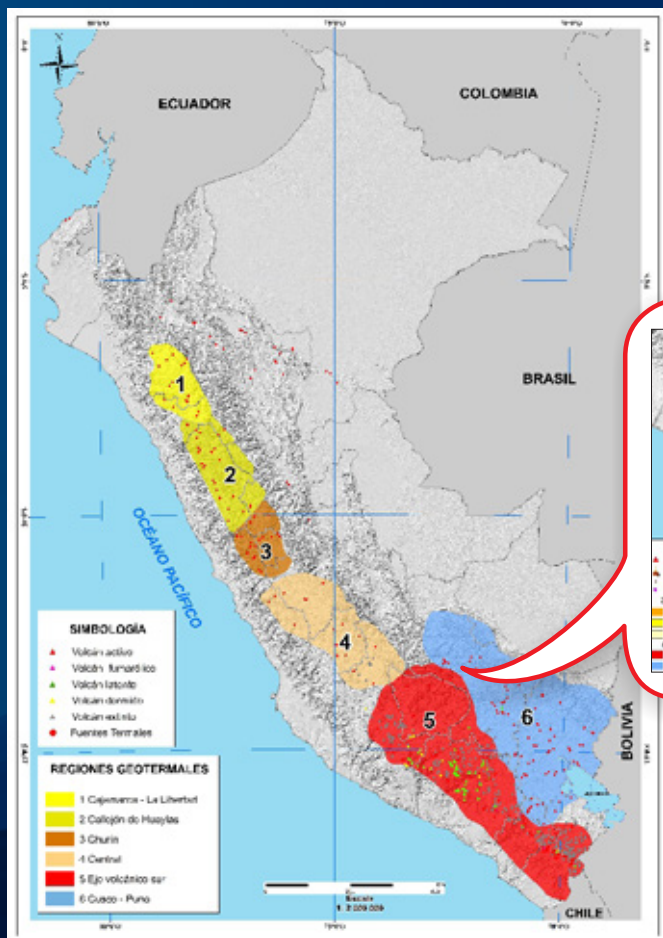 N
ECUADOR
COLOMBIA
BRASIL
1
2
3
4
5
6
OCÉANO PACÍFICO
BOLIVIA
CHILE
SIMBOLOGÍA
Volcán activo
Volcán fumarólico
Volcán latente
Volcán dormido
Volcán extinto
Fuentes Termales
REGIONES GEOTERMALES
1 Cajamarca - La Libertad
2 Callejón de Huaylas
3 Churín
4 Central
5 Eje volcánico sur
6 Cusco - Puno
Escala